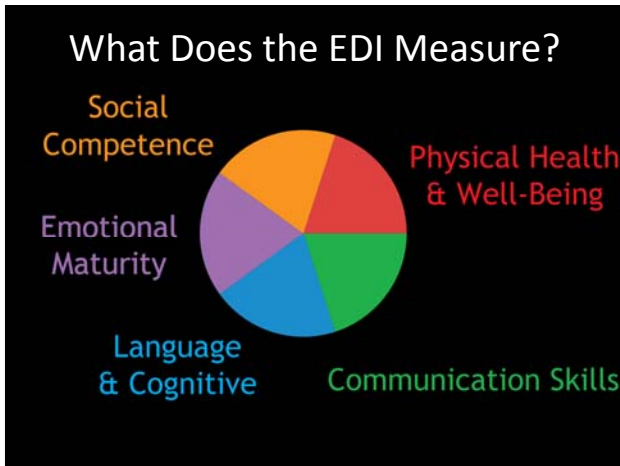 What Does the EDI Measure?
Social
Competence
Physical Health
& Well-Being
Emotional
Maturity
Language
& Cognitive
Communication Skills